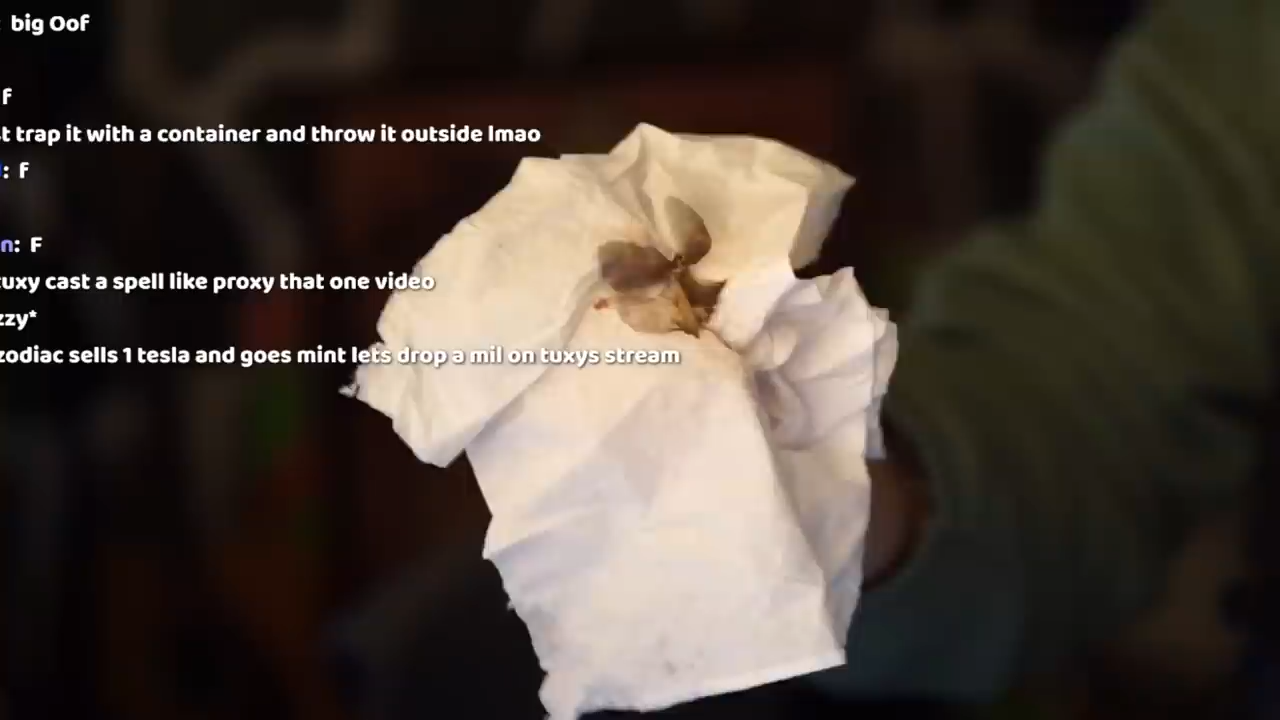 : big Oof
f
t trap it with a container and throw it outside lmao
: f
n: F
tuxy cast a spell like proxy that one video
zzy*
zodiac sells 1 tesla and goes mint lets drop a mil on tuxys stream